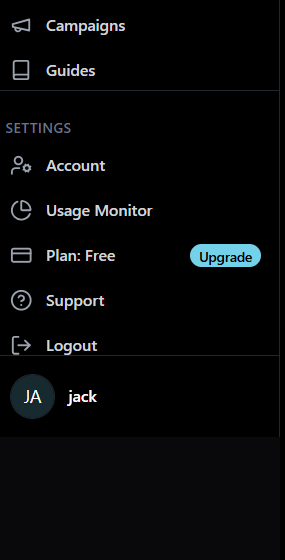 Campaigns
Guides
SETTINGS
Account
Usage Monitor
Plan: Free Upgrade
Support
Logout
JA jack